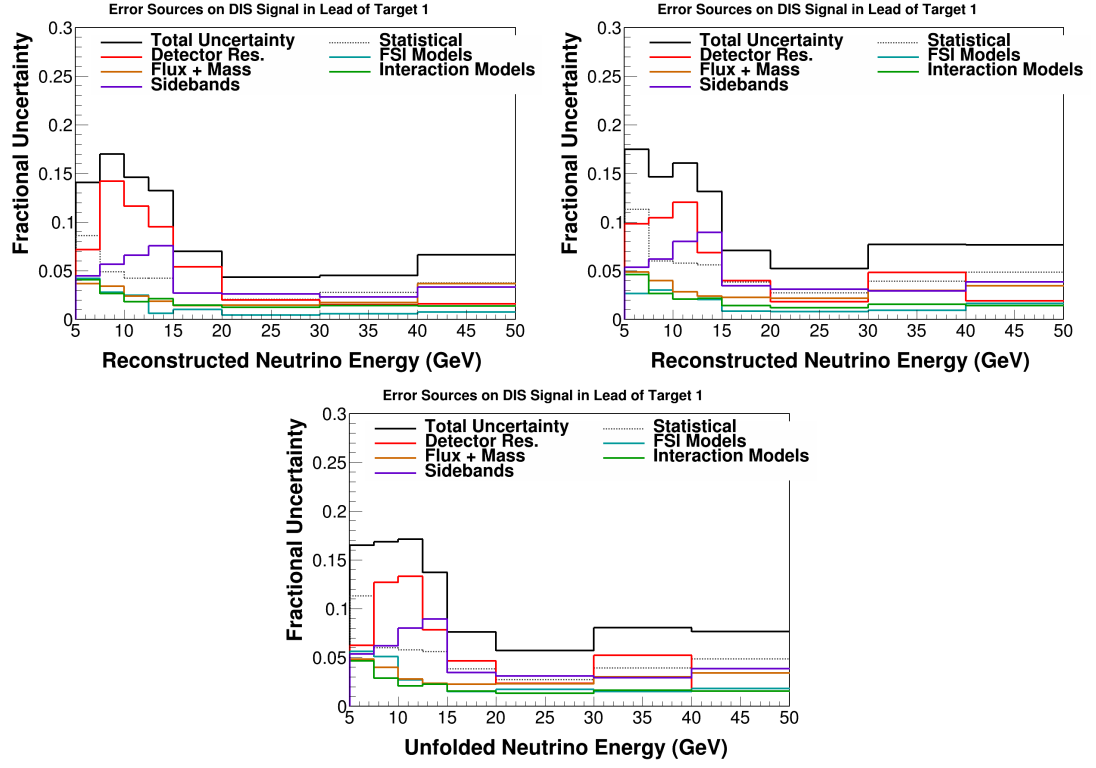 Error Sources on DIS Signal in Lead of Target 1
Fractional Uncertainty
0.3
0.25
0.2
0.15
0.1
0.05
0
Total Uncertainty
Detector Res.
Flux + Mass
Sidebands
Statistical
FSI Models
Interaction Models
5 10 15 20 25 30 35 40 45 50
Reconstructed Neutrino Energy (GeV)
Error Sources on DIS Signal in Lead of Target 1
Fractional Uncertainty
0.3
0.25
0.2
0.15
0.1
0.05
0
Total Uncertainty
Detector Res.
Flux + Mass
Sidebands
Statistical
FSI Models
Interaction Models
5 10 15 20 25 30 35 40 45 50
Reconstructed Neutrino Energy (GeV)
Error Sources on DIS Signal in Lead of Target 1
Fractional Uncertainty
0.3
0.25
0.2
0.15
0.1
0.05
0
Total Uncertainty
Detector Res.
Flux + Mass
Sidebands
Statistical
FSI Models
Interaction Models
5 10 15 20 25 30 35 40 45 50
Unfolded Neutrino Energy (GeV)